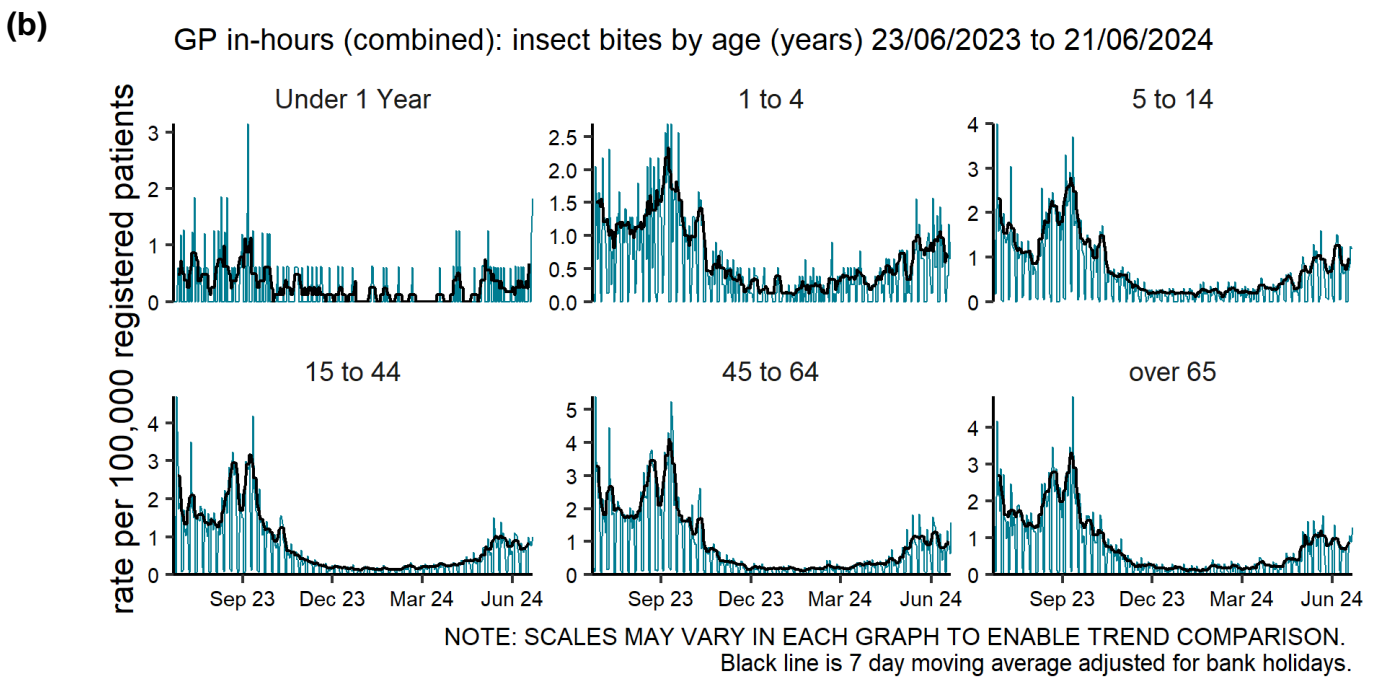 (b)
GP in-hours (combined): insect bites by age (years) 23/06/2023 to 21/06/2024
rate per 100,000 registered patients
Under 1 Year
3
2
1
0
1 to 4
2.5
2.0
1.5
1.0
0.5
0.0
5 to 14
4
3
2
1
0
15 to 44
4
3
2
1
0
Sep 23 Dec 23 Mar 24 Jun 24
45 to 64
5
4
3
2
1
0
Sep 23 Dec 23 Mar 24 Jun 24
over 65
4
3
2
1
0
Sep 23 Dec 23 Mar 24 Jun 24
NOTE: SCALES MAY VARY IN EACH GRAPH TO ENABLE TREND COMPARISON.
Black line is 7 day moving average adjusted for bank holidays.